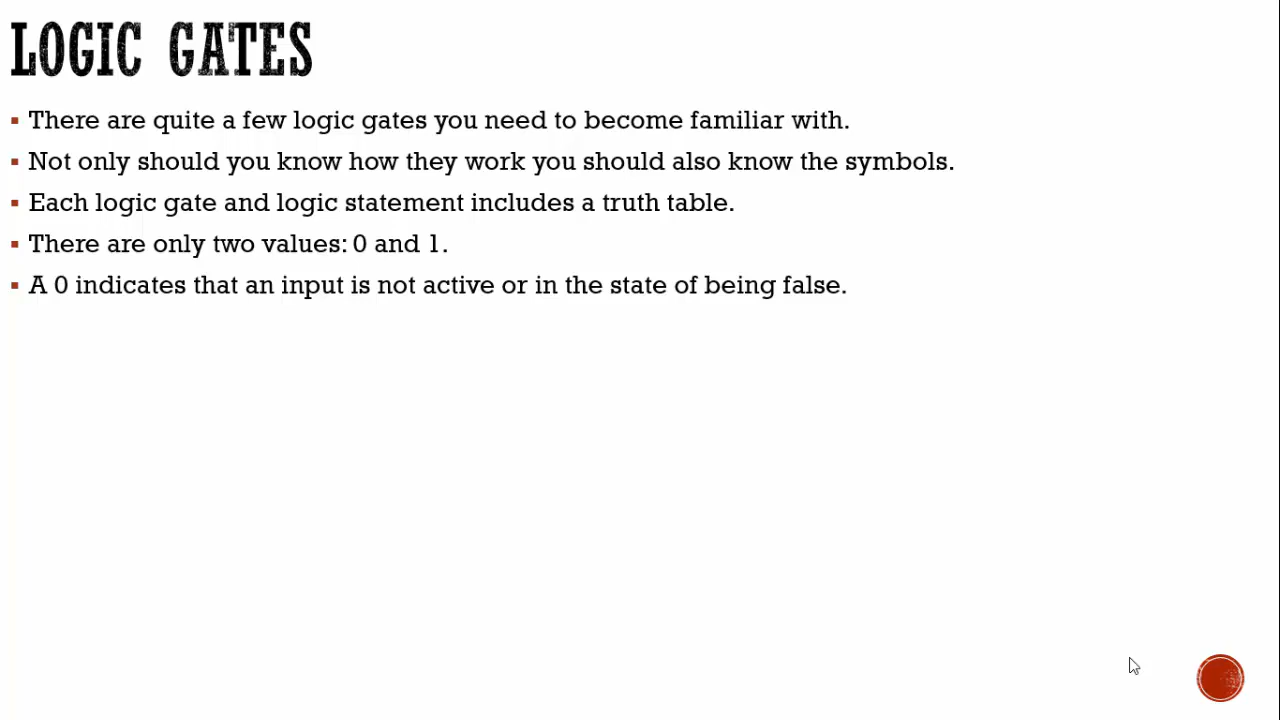 LOGIC GATES
There are quite a few logic gates you need to become familiar with.
Not only should you know how they work you should also know the symbols.
Each logic gate and logic statement includes a truth table.
There are only two values: 0 and 1.
A 0 indicates that an input is not active or in the state of being false.